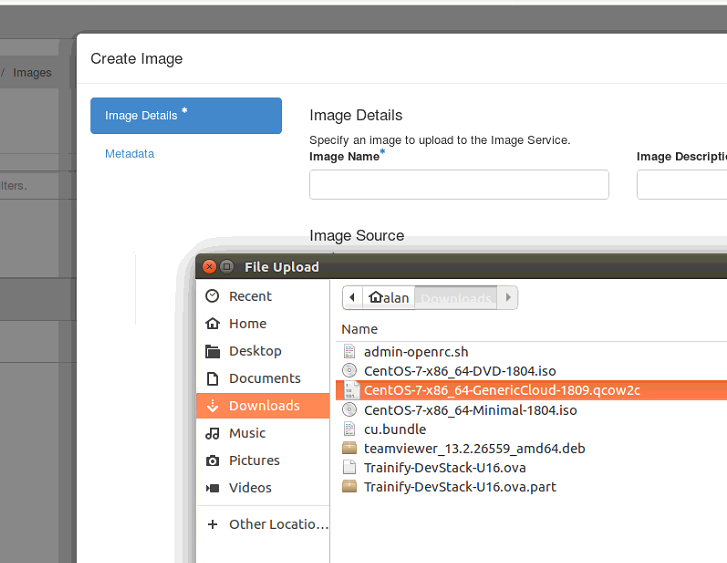 Create Image
/ Images
Image Details *
Image Details
Specify an image to upload to the Image Service.
Metadata
Image Name*
Image Descripti
ilters.
Image Source
File Upload
Recent
alan
Downloads
Home
Name
Desktop
admin-openrc.sh
Documents
CentOS-7-x86_64-DVD-1804.iso
CentOS-7-x86_64-GenericCloud-1809.qcow2c
Downloads
CentOS-7-x86_64-Minimal-1804.iso
Music
cu.bundle
teamviewer_13.2.26559_amd64.deb
Pictures
Trainify-DevStack-U16.ova
Videos
Trainify-DevStack-U16.ova.part
+ Other Locatio...